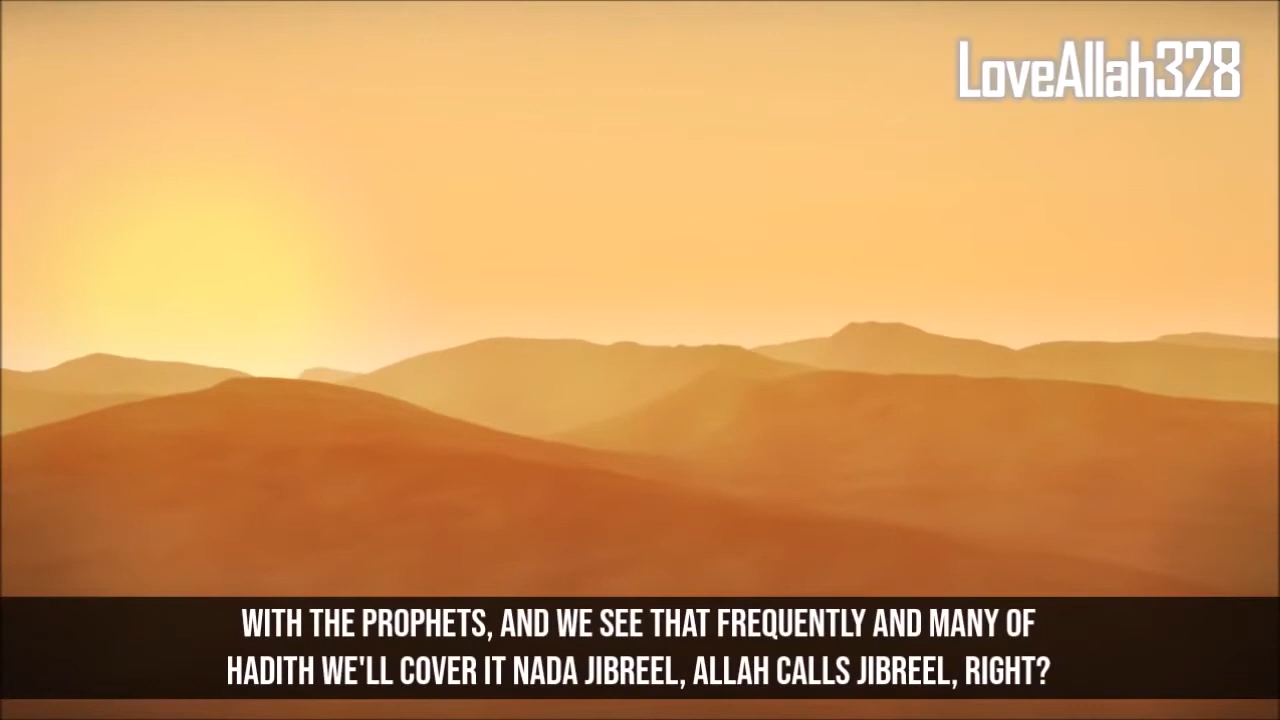 LoveAllah328
WITH THE PROPHETS, AND WE SEE THAT FREQUENTLY AND MANY OF
HADITH WE'LL COVER IT NADA JIBREEL, ALLAH CALLS JIBREEL, RIGHT?